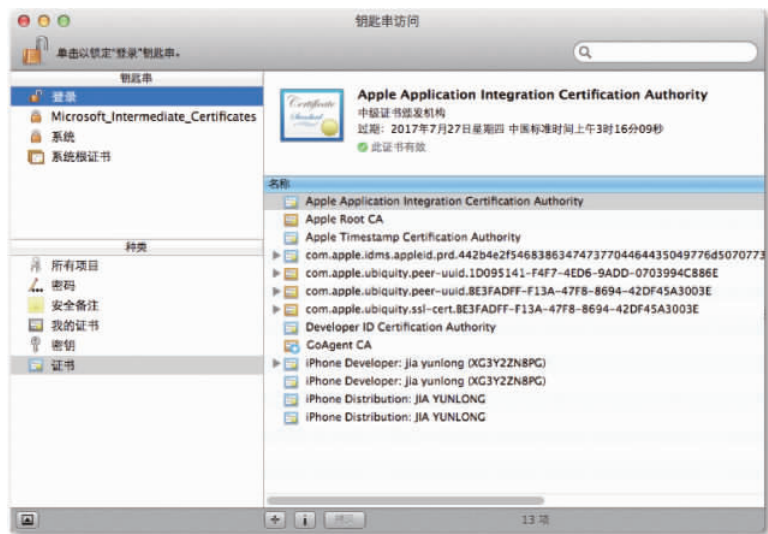 钥匙串访问
单击以锁定“登录”钥匙串。
钥匙串
登录
Microsoft_Intermediate_Certificates
系统
系统根证书
种类
所有项目
密码
安全备注
我的证书
密钥
证书
Apple Application Integration Certification Authority
中级证书颁发机构
过期：2017年7月27日星期四 中国标准时间上午3时16分09秒
此证书有效
名称
Apple Application Integration Certification Authority
Apple Root CA
Apple Timestamp Certification Authority
com.apple.idms.appleid.prd.442b4e2f54683863474737704464435049776d5070773
com.apple.ubiquity.peer-uuid.1D095141-F4F7-4ED6-9ADD-0703994C886E
com.apple.ubiquity.peer-uuid.BE3FADFF-F13A-47F8-8694-42DF45A3003E
com.apple.ubiquity.ssl-cert.BE3FADFF-F13A-47F8-8694-42DF45A3003E
Developer ID Certification Authority
GoAgent CA
iPhone Developer: jia yunlong (XG3Y2ZN8PG)
iPhone Developer: jia yunlong (XG3Y2ZN8PG)
iPhone Distribution: JIA YUNLONG
iPhone Distribution: JIA YUNLONG
拷贝
13 项